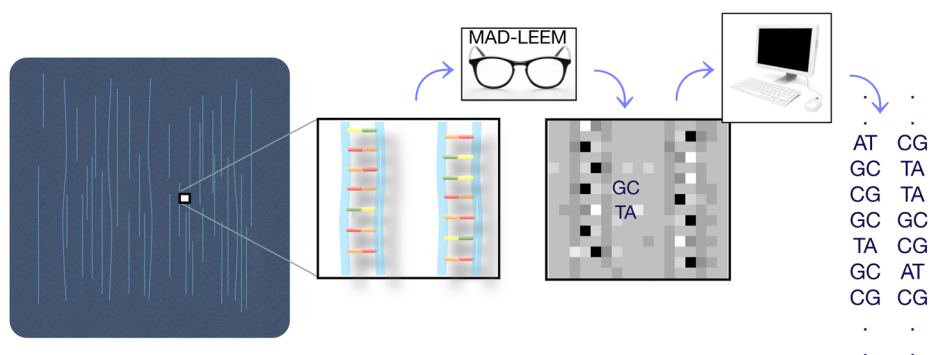 MAD-LEEM
GC
TA
. .
. .
AT CG
GC TA
CG TA
GC GC
TA CG
GC AT
CG CG
. .
. .